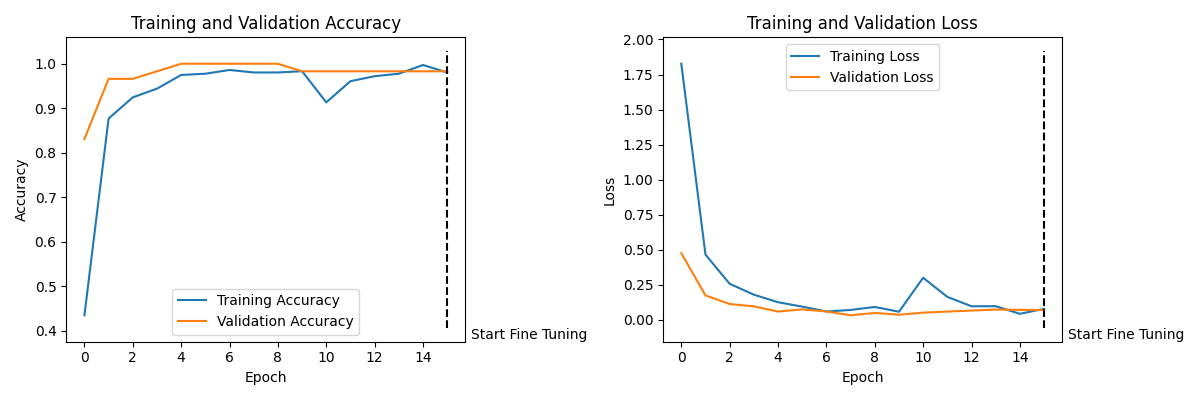 Training and Validation Accuracy
Accuracy
1.0
0.9
0.8
0.7
0.6
0.5
0.4
Training Accuracy
Validation Accuracy
0 2 4 6 8 10 12 14
Epoch
Start Fine Tuning
Training and Validation Loss
Loss
2.00
1.75
1.50
1.25
1.00
0.75
0.50
0.25
0.00
Training Loss
Validation Loss
0 2 4 6 8 10 12 14
Epoch
Start Fine Tuning